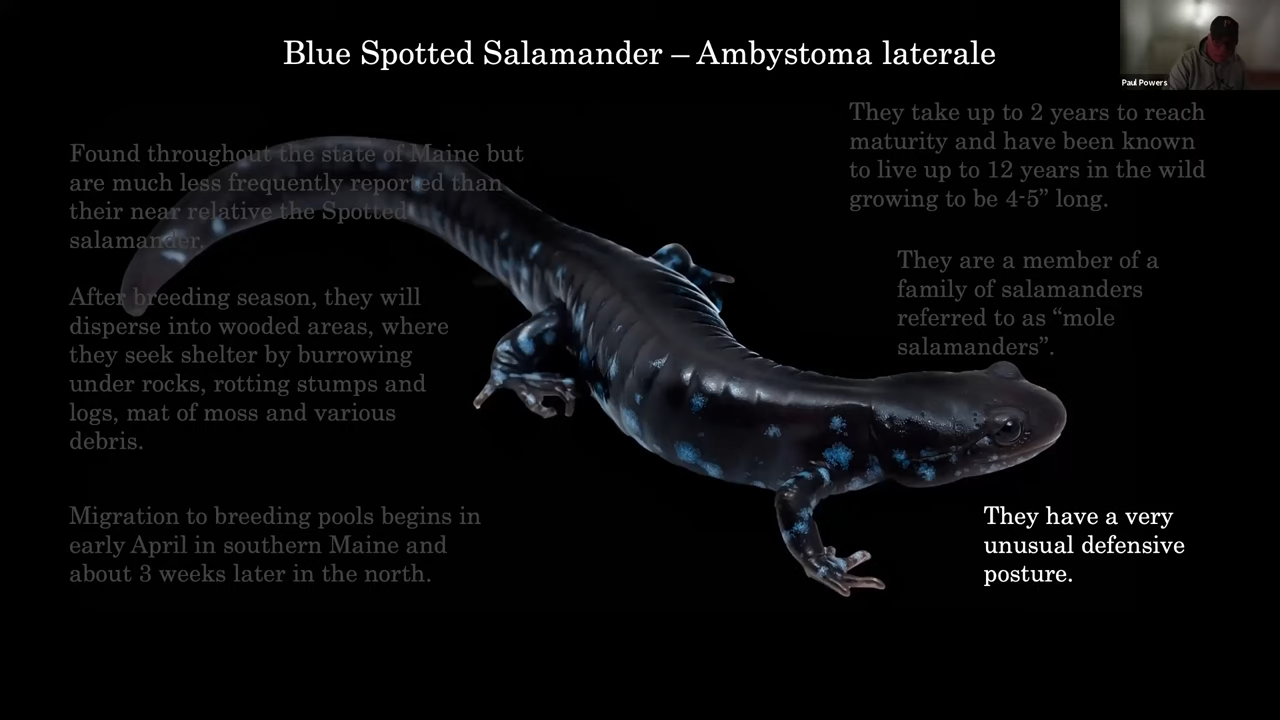 Blue Spotted Salamander – Ambystoma laterale
Paul Powers
Found throughout the state of Maine but
are much less frequently reported than
their near relative the Spotted
salamander.
After breeding season, they will
disperse into wooded areas, where
they seek shelter by burrowing
under rocks, rotting stumps and
logs, mat of moss and various
debris.
Migration to breeding pools begins in
early April in southern Maine and
about 3 weeks later in the north.
They take up to 2 years to reach
maturity and have been known
to live up to 12 years in the wild
growing to be 4-5” long.
They are a member of a
family of salamanders
referred to as “mole
salamanders”.
They have a very
unusual defensive
posture.